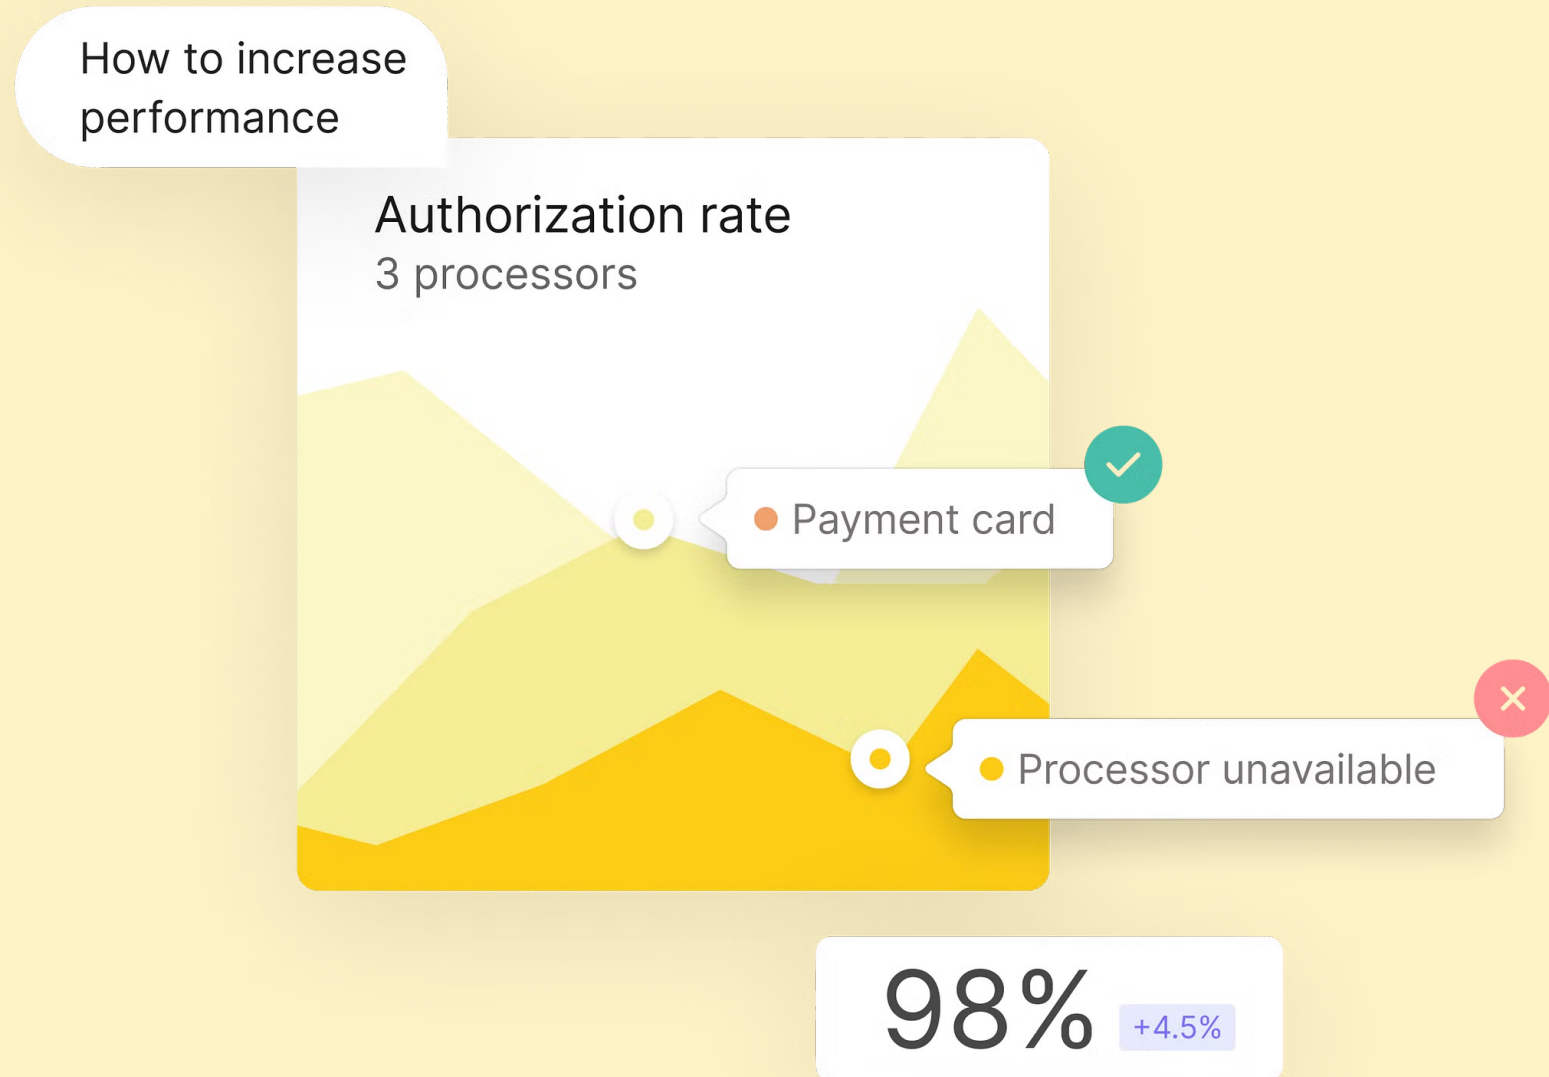 How to increase
performance
Authorization rate
3 processors
Payment card
Processor unavailable
98% +4.5%